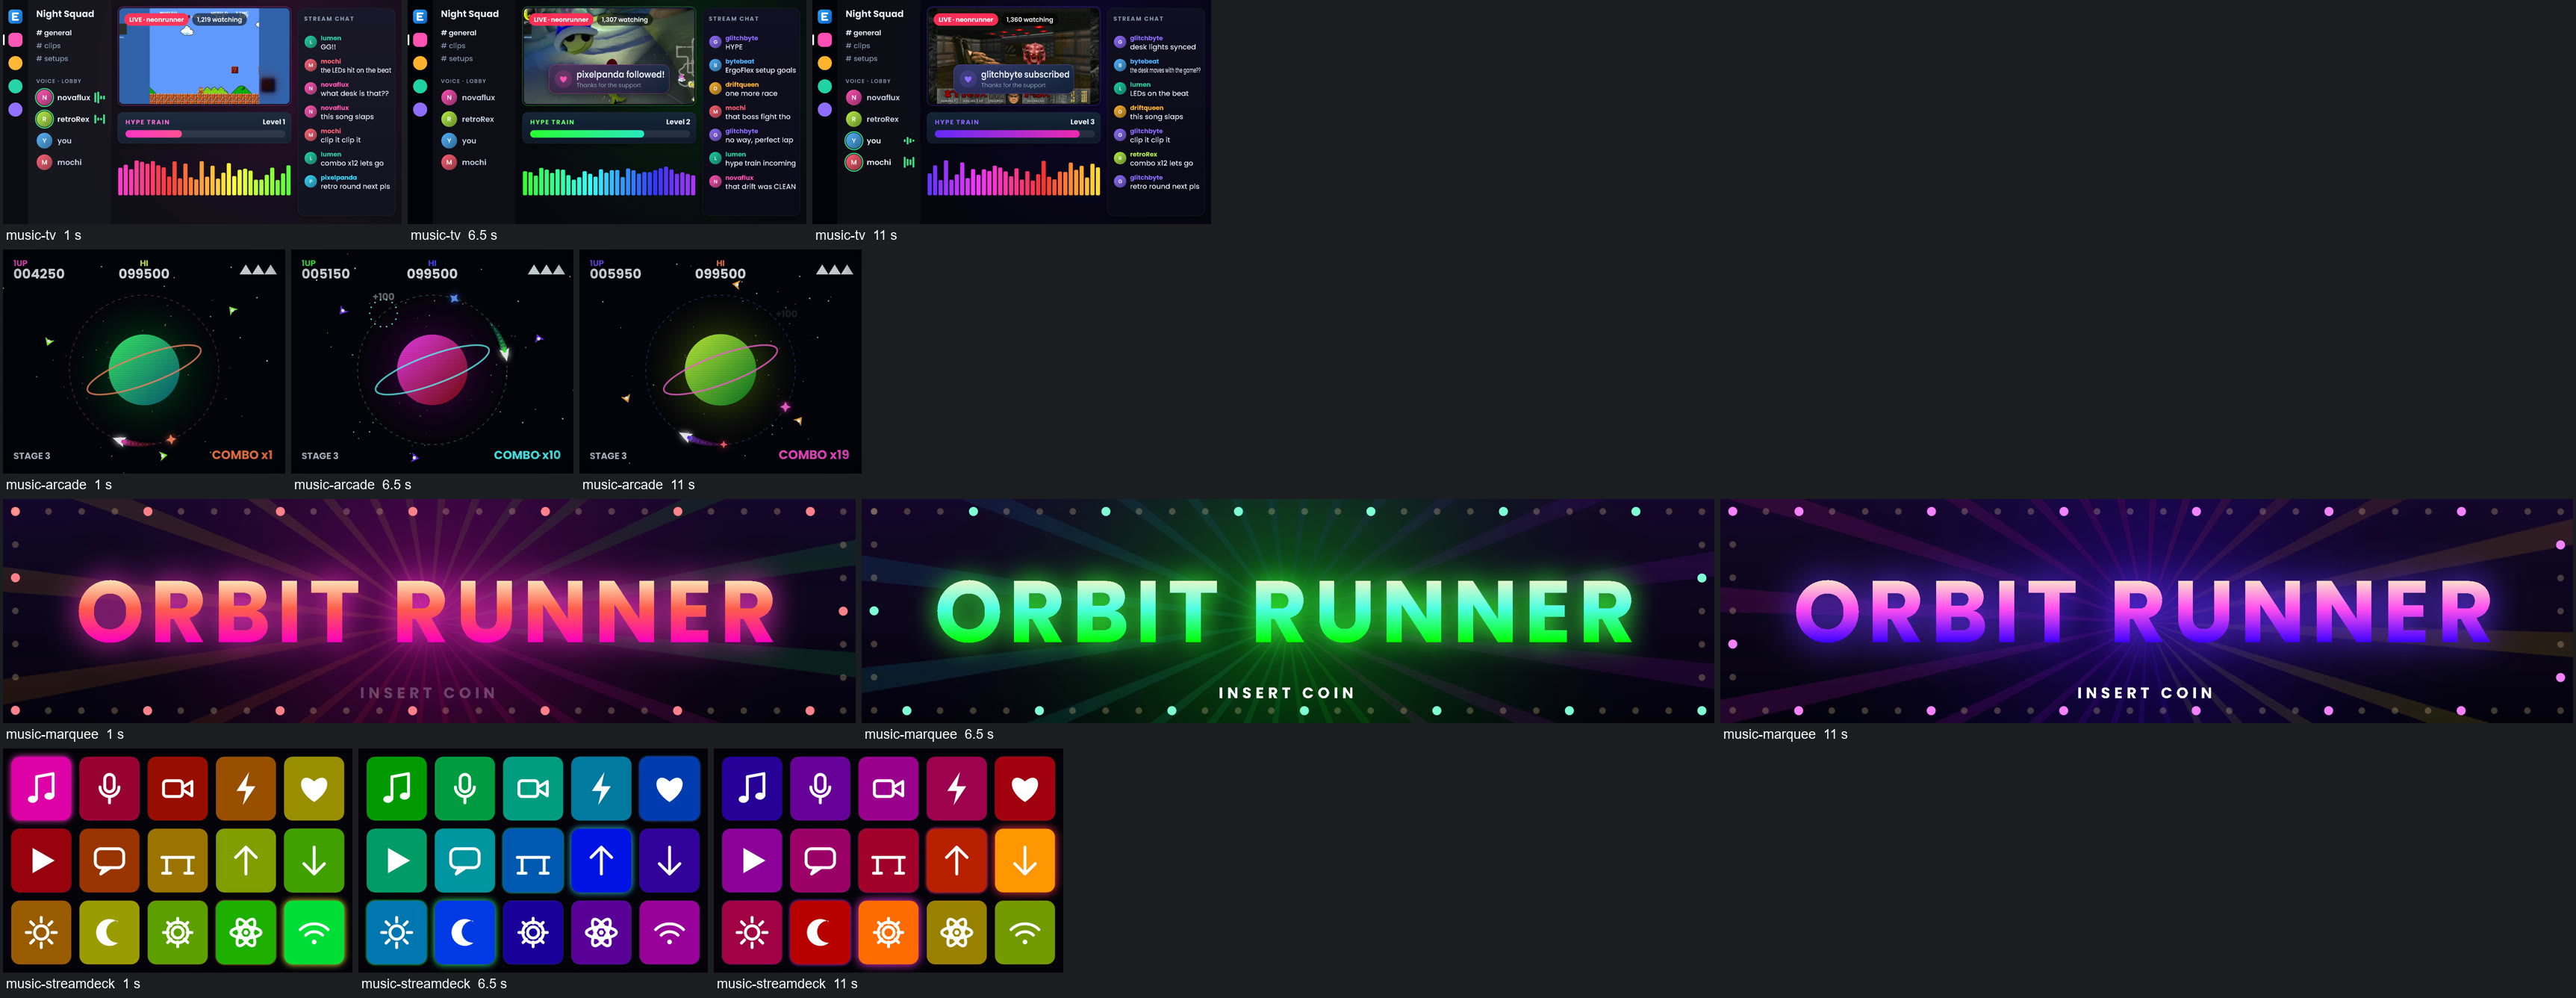 E
Night Squad
# general
# clips
# setups
VOICE · LOBBY
N novaflux
R retroRex
Y you
M mochi
LIVE · neonrunner 1,219 watching
HYPE TRAIN Level 1
STREAM CHAT
L lumen
GG!!
M mochi
the LEDs hit on the beat
N novaflux
what desk is that??
N novaflux
this song slaps
M mochi
clip it clip it
L lumen
combo x12 lets go
P pixelpanda
retro round next pls
music-tv 1 s
E
Night Squad
# general
# clips
# setups
VOICE · LOBBY
N novaflux
R retroRex
Y you
M mochi
LIVE · neonrunner 1,307 watching
pixelpanda followed!
Thanks for the support
HYPE TRAIN Level 2
STREAM CHAT
G glitchbyte
HYPE
B bytebeat
ErgoFlex setup goals
D driftqueen
one more race
M mochi
that boss fight tho
G glitchbyte
no way, perfect lap
L lumen
hype train incoming
N novaflux
that drift was CLEAN
music-tv 6.5 s
E
Night Squad
# general
# clips
# setups
VOICE · LOBBY
N novaflux
R retroRex
Y you
M mochi
LIVE · neonrunner 1,360 watching
glitchbyte subscribed
Thanks for the support
HYPE TRAIN Level 3
STREAM CHAT
G glitchbyte
desk lights synced
B bytebeat
the desk moves with the game??
L lumen
LEDs on the beat
D driftqueen
this song slaps
G glitchbyte
clip it clip it
R retroRex
combo x12 lets go
G glitchbyte
retro round next pls
music-tv 11 s
1UP HI
004250 099500
STAGE 3 COMBO x1
music-arcade 1 s
1UP HI
005150 099500
+100
STAGE 3 COMBO x10
music-arcade 6.5 s
1UP HI
005950 099500
+100
STAGE 3 COMBO x19
music-arcade 11 s
ORBIT RUNNER
INSERT COIN
music-marquee 1 s
ORBIT RUNNER
INSERT COIN
music-marquee 6.5 s
ORBIT RUNNER
INSERT COIN
music-marquee 11 s
music-streamdeck 1 s
music-streamdeck 6.5 s
music-streamdeck 11 s